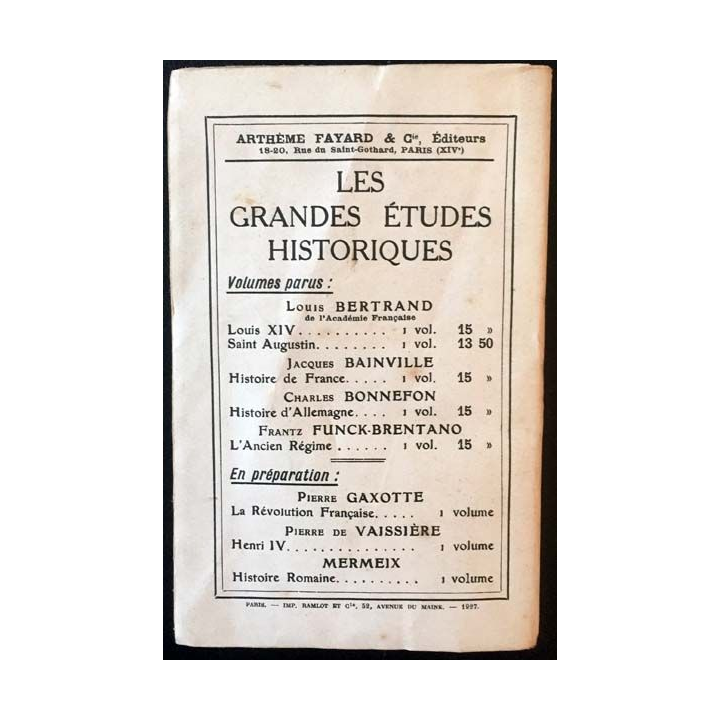 ARTHÈME FAYARD & Cie, Éditeurs
18-20, Rue du Saint-Gothard, PARIS (XIVe)
LES
GRANDES ÉTUDES
HISTORIQUES
Volumes parus :
Louis BERTRAND
de l'Académie Française
Louis XIV . . . . . . . . . . 1 vol. 15 »
Saint Augustin. . . . . . . . 1 vol. 13 50
Jacques BAINVILLE
Histoire de France. . . . . 1 vol. 15 »
Charles BONNEFON
Histoire d'Allemagne. . . . 1 vol. 15 »
Frantz FUNCK-BRENTANO
L'Ancien Régime . . . . . . 1 vol. 15 »
En préparation :
Pierre GAXOTTE
La Révolution Française. . . . . 1 volume
Pierre de VAISSIÈRE
Henri IV. . . . . . . . . . . . . . . 1 volume
MERMEIX
Histoire Romaine. . . . . . . . . . 1 volume
PARIS. — IMP. RAMLOT ET Cie, 52, AVENUE DU MAINE. — 1927.